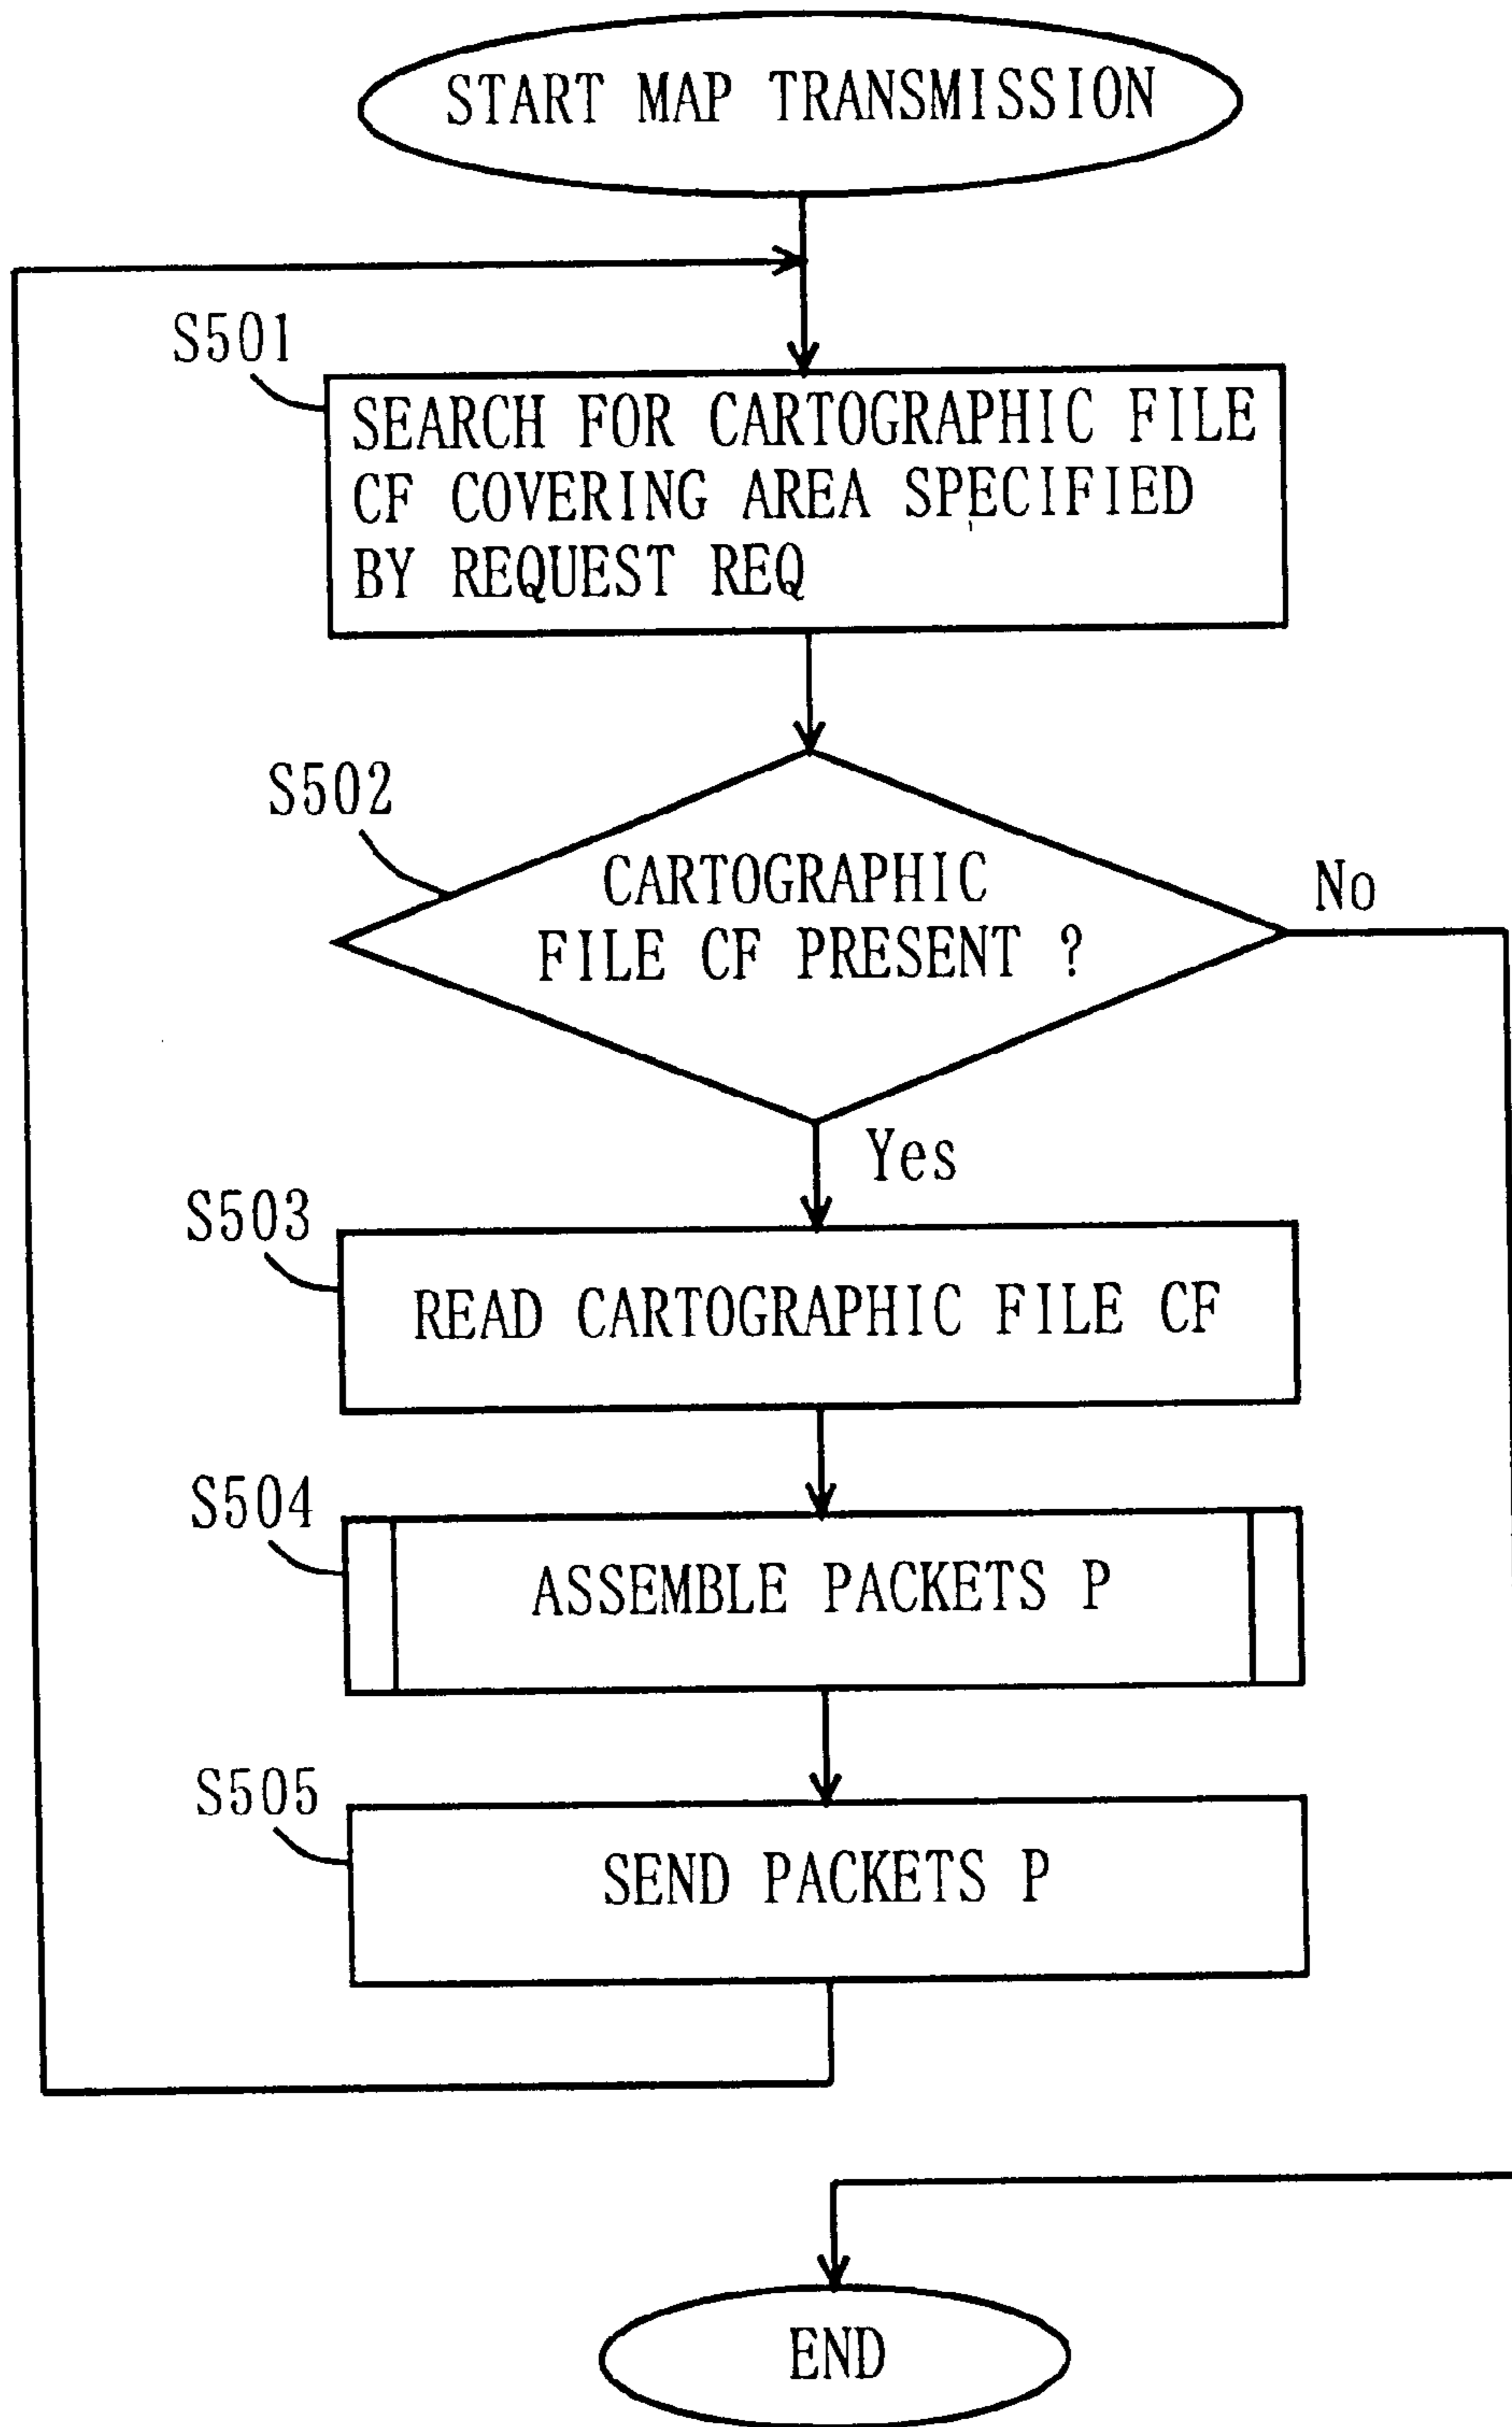 START MAP TRANSMISSION
S501
SEARCH FOR CARTOGRAPHIC FILE
CF COVERING AREA SPECIFIED
BY REQUEST REQ
S502
CARTOGRAPHIC
FILE CF PRESENT ?
No
Yes
S503
READ CARTOGRAPHIC FILE CF
S504
ASSEMBLE PACKETS P
S505
SEND PACKETS P
END